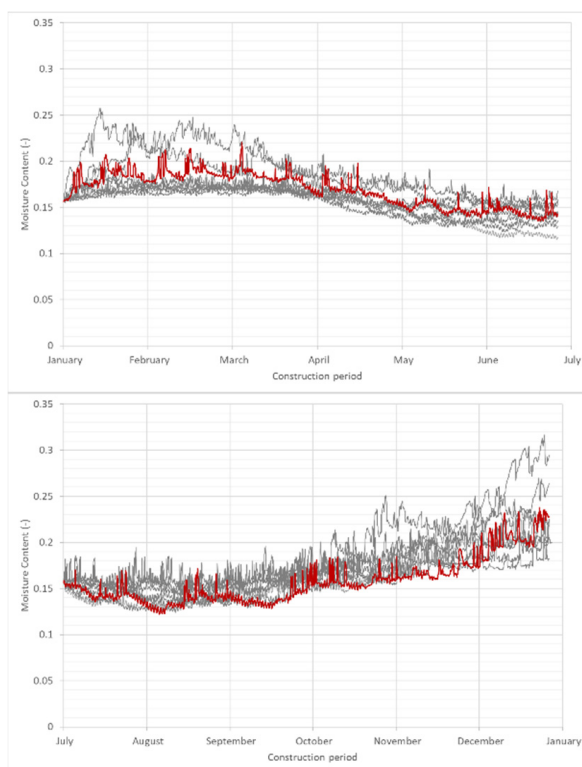 0.35
0.3
0.25
0.2
0.15
0.1
0.05
0
Moisture Content (-)
January February March April May June July
Construction period
0.35
0.3
0.25
0.2
0.15
0.1
0.05
0
Moisture Content (-)
July August September October November December January
Construction period